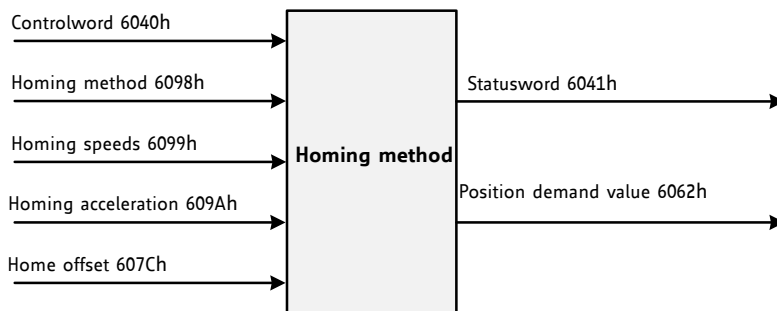 Controlword 6040h
Homing method 6098h
Homing speeds 6099h
Homing acceleration 609Ah
Home offset 607Ch
Homing method
Statusword 6041h
Position demand value 6062h